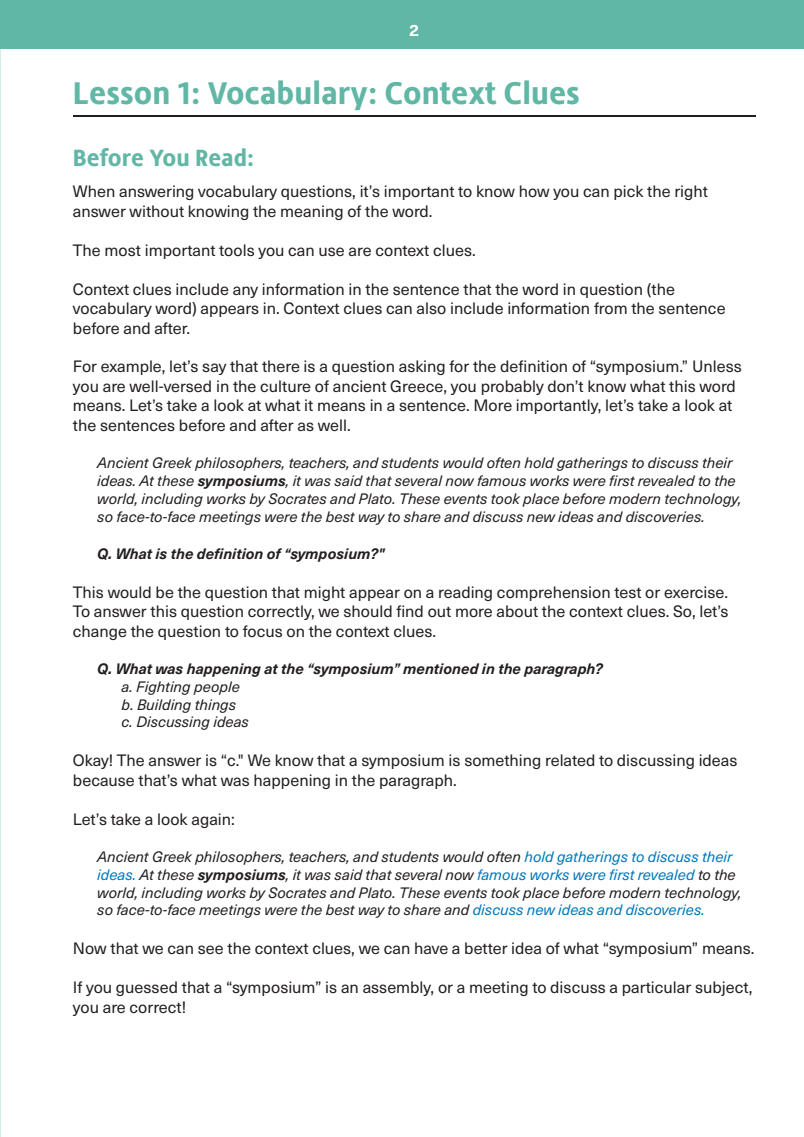 2
Lesson 1: Vocabulary: Context Clues
Before You Read:
When answering vocabulary questions, it's important to know how you can pick the right
answer without knowing the meaning of the word.
The most important tools you can use are context clues.
Context clues include any information in the sentence that the word in question (the
vocabulary word) appears in. Context clues can also include information from the sentence
before and after.
For example, let's say that there is a question asking for the definition of “symposium.” Unless
you are well-versed in the culture of ancient Greece, you probably don't know what this word
means. Let's take a look at what it means in a sentence. More importantly, let's take a look at
the sentences before and after as well.
Ancient Greek philosophers, teachers, and students would often hold gatherings to discuss their
ideas. At these symposiums, it was said that several now famous works were first revealed to the
world, including works by Socrates and Plato. These events took place before modern technology,
so face-to-face meetings were the best way to share and discuss new ideas and discoveries.
Q. What is the definition of “symposium?"
This would be the question that might appear on a reading comprehension test or exercise.
To answer this question correctly, we should find out more about the context clues. So, let's
change the question to focus on the context clues.
Q. What was happening at the “symposium” mentioned in the paragraph?
a. Fighting people
b. Building things
c. Discussing ideas
Okay! The answer is “c." We know that a symposium is something related to discussing ideas
because that's what was happening in the paragraph.
Let's take a look again:
Ancient Greek philosophers, teachers, and students would often hold gatherings to discuss their
ideas. At these symposiums, it was said that several now famous works were first revealed to the
world, including works by Socrates and Plato. These events took place before modern technology,
so face-to-face meetings were the best way to share and discuss new ideas and discoveries.
Now that we can see the context clues, we can have a better idea of what “symposium” means.
If you guessed that a “symposium” is an assembly, or a meeting to discuss a particular subject,
you are correct!